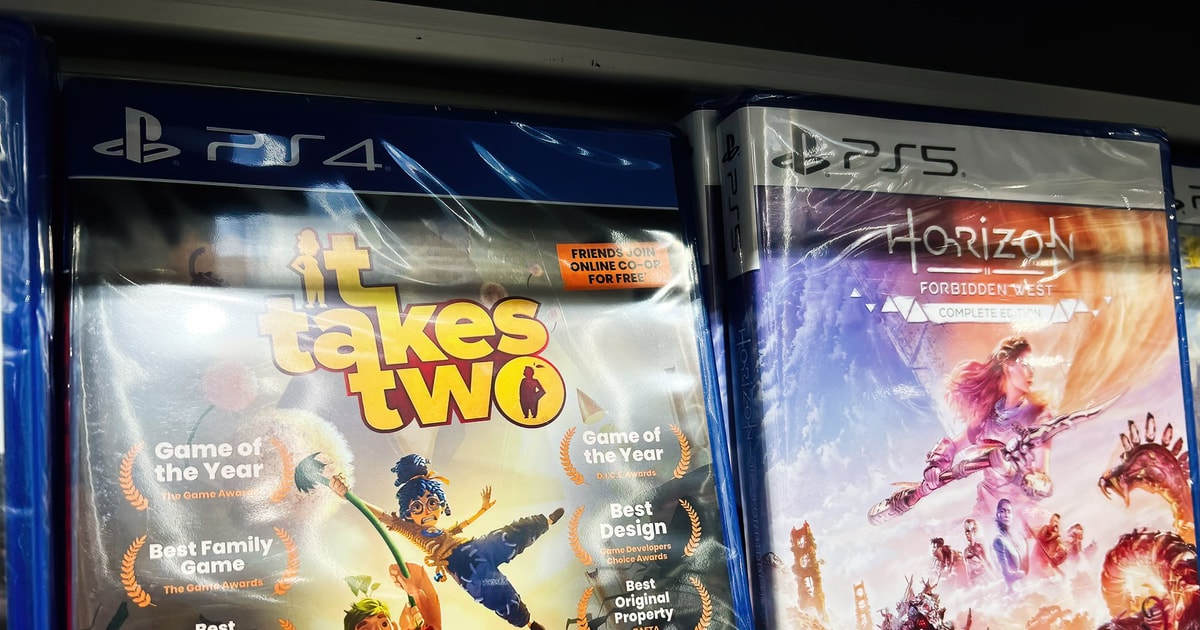 PS4
it
takes
two
FRIENDS JOIN
ONLINE CO-OP
FOR FREE
Game of
the Year
The Game Awards
Best Family
Game
The Game Awards
Best
Game of
the Year
D.I.C.E. Awards
Best
Design
Game Developers
Choice Awards
Best
Original
Property
BAFTA
PS5
PS5
HORIZON
FORBIDDEN WEST
COMPLETE EDITION